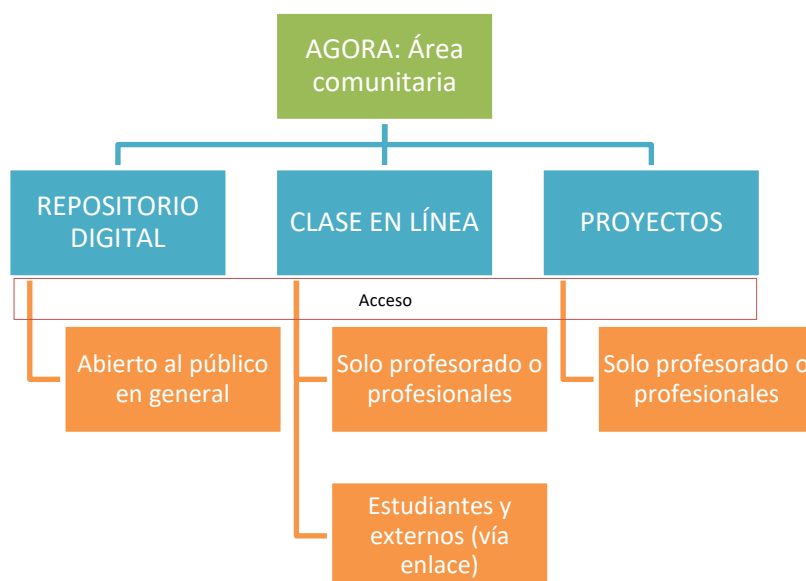 AGORA: Área
comunitaria
REPOSITORIO
DIGITAL
CLASE EN LÍNEA
PROYECTOS
Acceso
Abierto al público
en general
Solo profesorado o
profesionales
Solo profesorado o
profesionales
Estudiantes y
externos (vía
enlace)